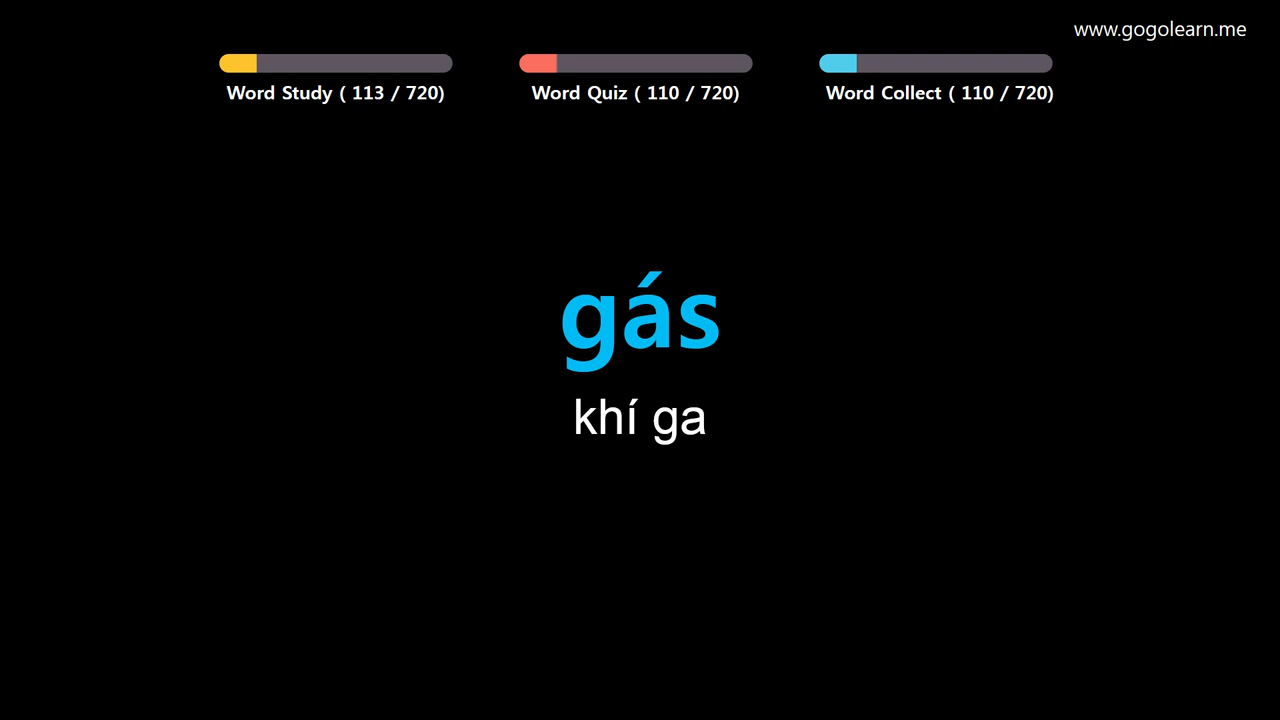 www.gogolearn.me
Word Study ( 113 / 720)
Word Quiz ( 110 / 720)
Word Collect ( 110 / 720)
gás
khí ga